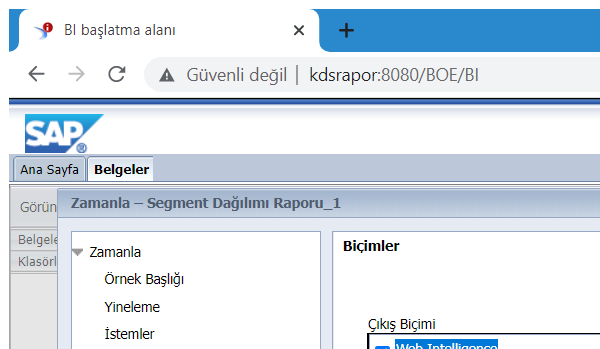 BI başlatma alanı
Güvenli değil | kdsrapor:8080/BOE/BI
SAP®
Ana Sayfa Belgeler
Görün
Zamanla – Segment Dağılımı Raporu_1
Belgele
Klasörl
Zamanla
Örnek Başlığı
Yineleme
İstemler
Biçimler
Çıkış Biçimi
Web Intelligence